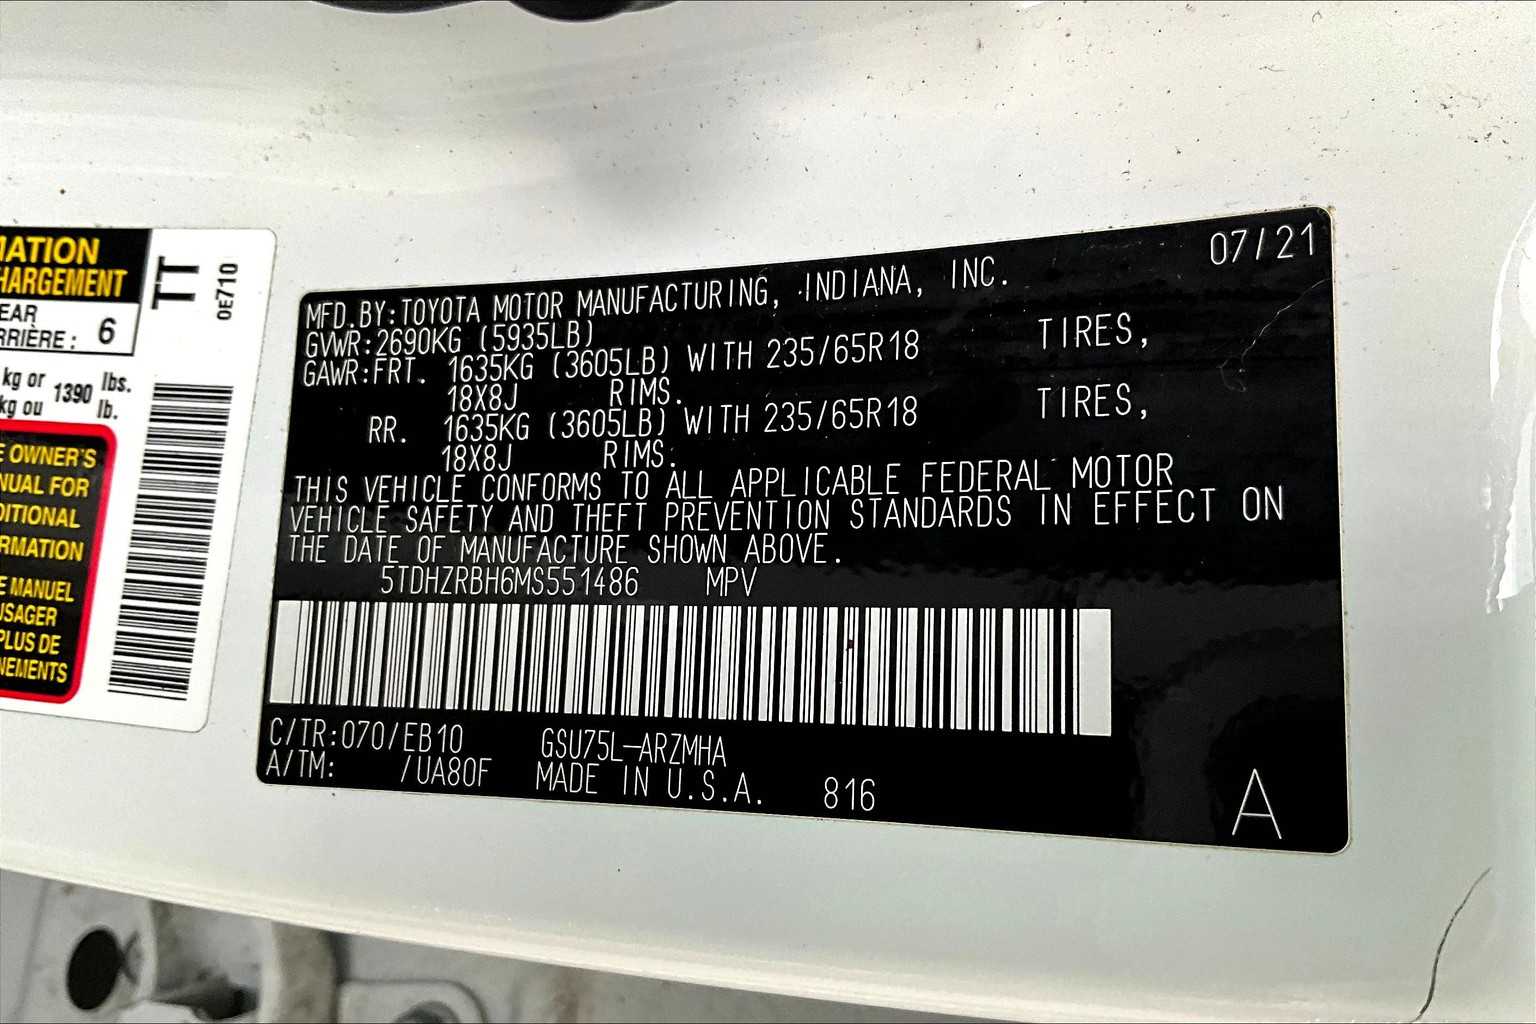 MATION
HARGEMENT
EAR
RRIÈRE : 6
kg or 1390 lbs.
kg ou lb.
E OWNER'S
NUAL FOR
DITIONAL
RMATION
E MANUEL
USAGER
PLUS DE
NEMENTS
TT
0E710
07/21
MFD.BY:TOYOTA MOTOR MANUFACTURING, INDIANA, INC.
GVWR:2690KG (5935LB)
GAWR:FRT. 1635KG (3605LB) WITH 235/65R18 TIRES,
18X8J RIMS.
RR. 1635KG (3605LB) WITH 235/65R18 TIRES,
18X8J RIMS.
THIS VEHICLE CONFORMS TO ALL APPLICABLE FEDERAL MOTOR
VEHICLE SAFETY AND THEFT PREVENTION STANDARDS IN EFFECT ON
THE DATE OF MANUFACTURE SHOWN ABOVE.
5TDHZRBH6MS551486 MPV
C/TR:070/EB10 GSU75L-ARZMHA
A/TM: /UA80F MADE IN U.S.A. 816
A